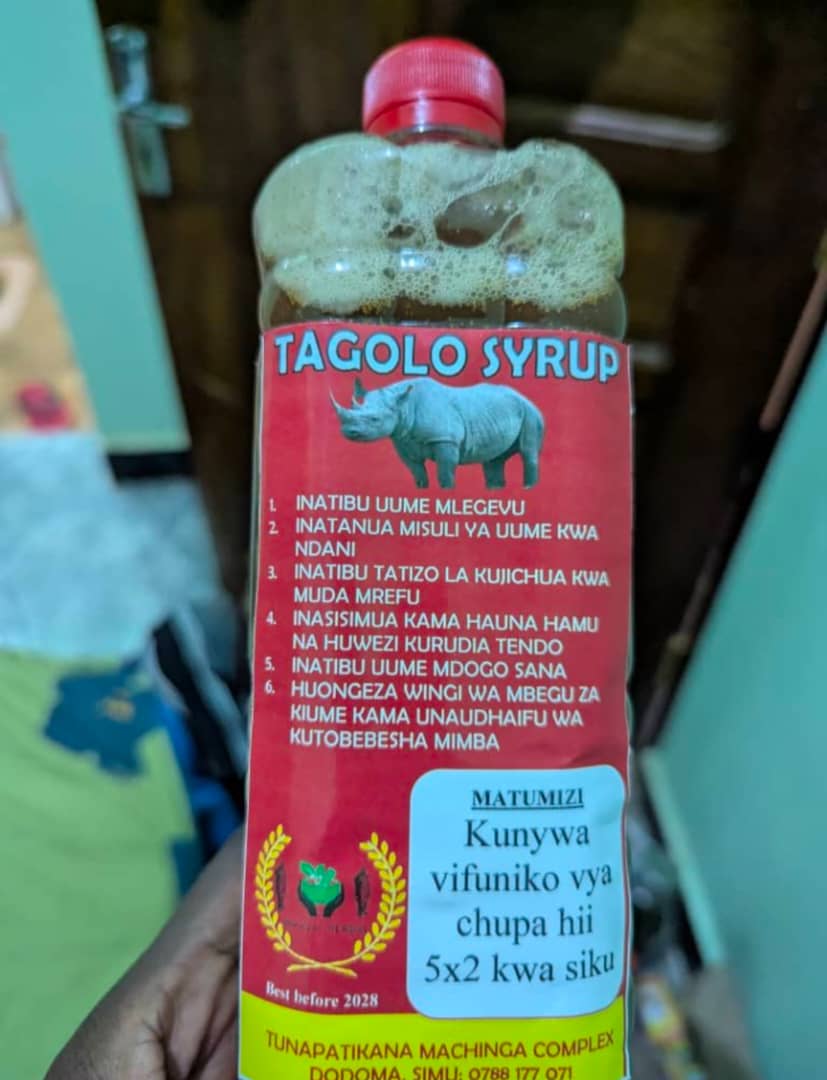 TAGOLO SYRUP
1. INATIBU UUME MLEGEVU
2. INATANUA MISULI YA UUME KWA
NDANI
3. INATIBU TATIZO LA KUJICHUA KWA
MUDA MREFU
4. INASISIMUA KAMA HAUNA HAMU
NA HUWEZI KURUDIA TENDO
5. INATIBU UUME MDOGO SANA
6. HUONGEZA WINGI WA MBEGU ZA
KIUME KAMA UNAUDHAIFU WA
KUTOBEBESHA MIMBA
MATUMIZI
Kunywa
vifuniko vya
chupa hii
5x2 kwa siku
Best before 2028
TUNAPATIKANA MACHINGA COMPLEX
DODOMA, SIMU: 0788 177 071